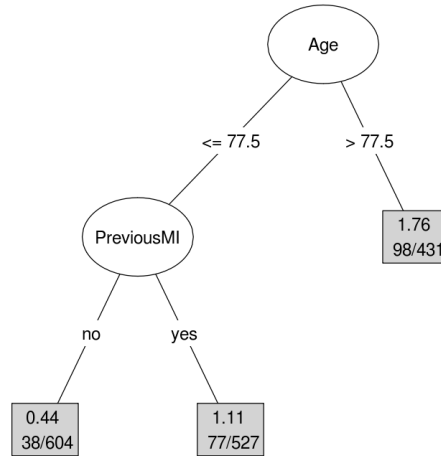 Age
<= 77.5
> 77.5
PreviousMI
1.76
98/431
no
yes
0.44
38/604
1.11
77/527